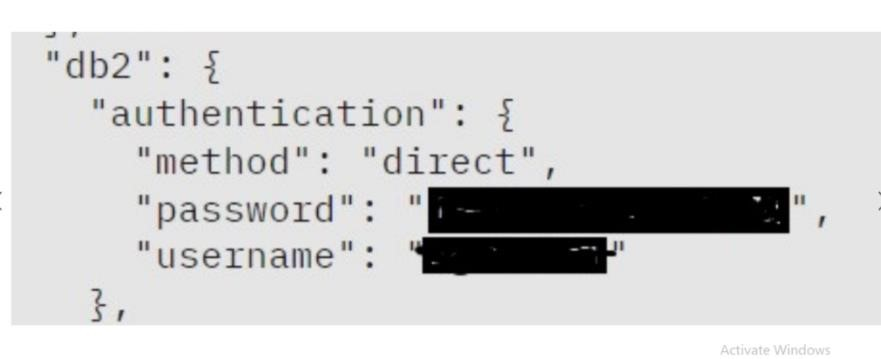 "db2": {
"authentication": {
"method": "direct",
"password": "",
"username": ""
},
Activate Windows